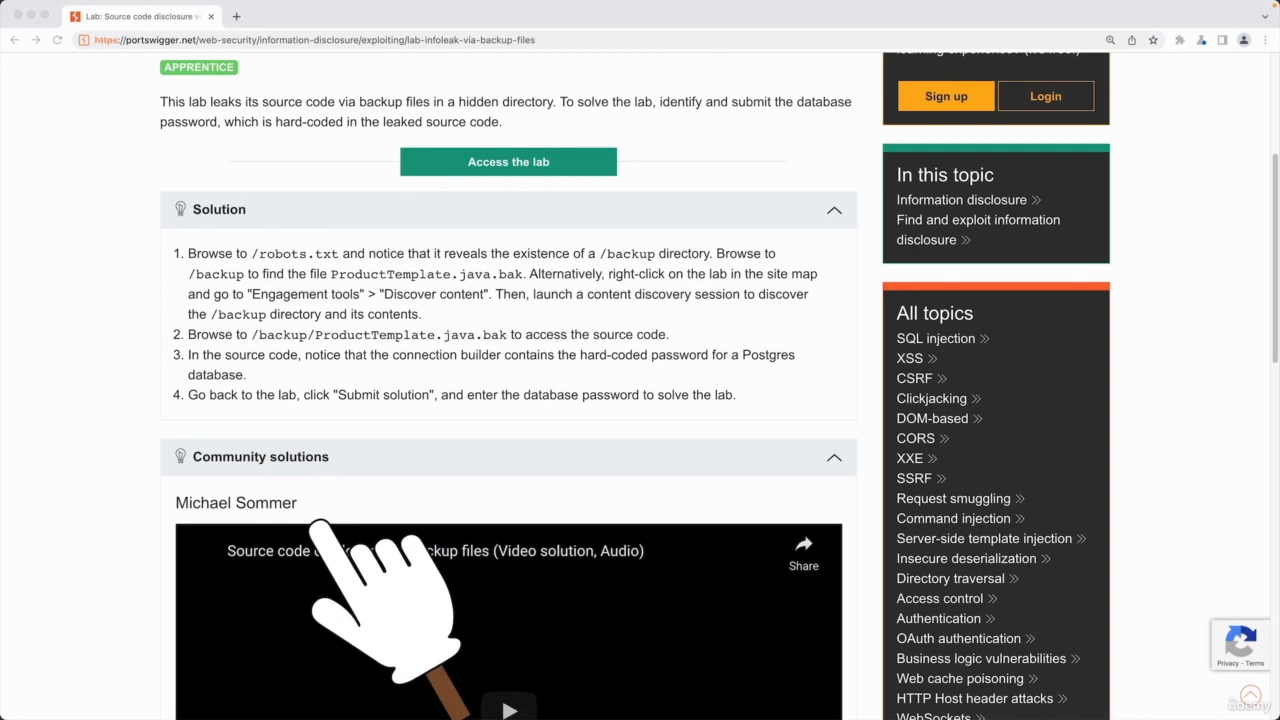 Lab: Source code disclosure vi
https://portswigger.net/web-security/information-disclosure/exploiting/lab-infoleak-via-backup-files
APPRENTICE
This lab leaks its source code via backup files in a hidden directory. To solve the lab, identify and submit the database
password, which is hard-coded in the leaked source code.
Access the lab
Solution
1. Browse to /robots.txt and notice that it reveals the existence of a /backup directory. Browse to
/backup to find the file ProductTemplate.java.bak. Alternatively, right-click on the lab in the site map
and go to "Engagement tools" > "Discover content". Then, launch a content discovery session to discover
the /backup directory and its contents.
2. Browse to /backup/ProductTemplate.java.bak to access the source code.
3. In the source code, notice that the connection builder contains the hard-coded password for a Postgres
database.
4. Go back to the lab, click "Submit solution", and enter the database password to solve the lab.
Community solutions
Michael Sommer
Source code ckup files (Video solution, Audio)
Share
Sign up
Login
In this topic
Information disclosure »
Find and exploit information
disclosure »
All topics
SQL injection »
XSS »
CSRF »
Clickjacking »
DOM-based »
CORS »
XXE »
SSRF »
Request smuggling »
Command injection »
Server-side template injection »
Insecure deserialization »
Directory traversal »
Access control »
Authentication »
OAuth authentication »
Business logic vulnerabilities »
Web cache poisoning »
HTTP Host header attacks »
WebSockets »
Privacy - Terms
ûdemy